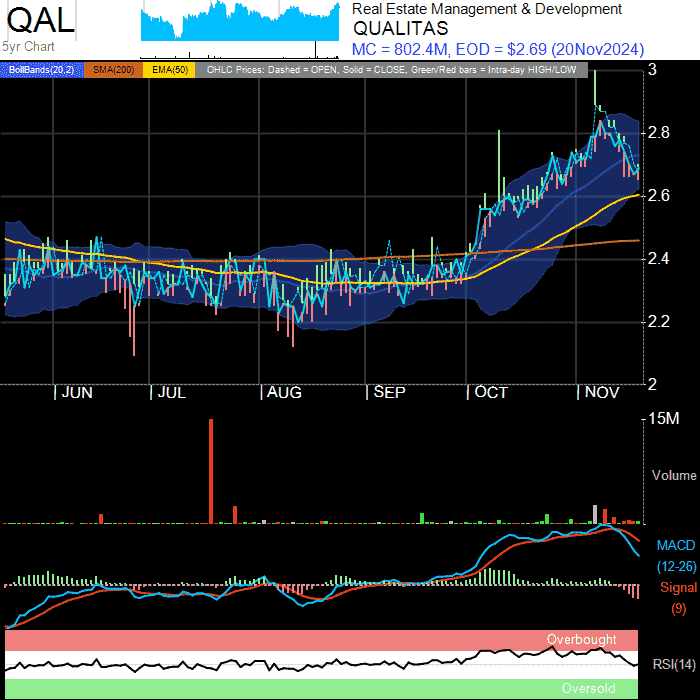 QAL
5yr Chart
Real Estate Management & Development
QUALITAS
MC = 802.4M, EOD = $2.69 (20Nov2024)
BollBands(20,2) SMA(200) EMA(50) OHLC Prices: Dashed = OPEN, Solid = CLOSE, Green/Red bars = Intra-day HIGH/LOW
3
2.8
2.6
2.4
2.2
2
| JUN | JUL | AUG | SEP | OCT | NOV
15M
Volume
MACD
(12-26)
Signal
(9)
Overbought
RSI(14)
Oversold